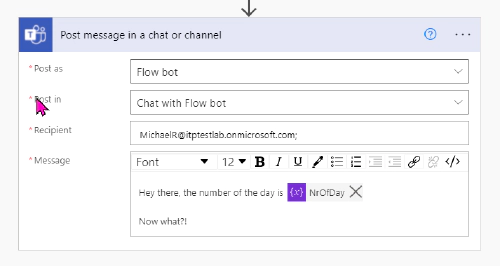 Post message in a chat or channel
* Post as
Flow bot
* Post in
Chat with Flow bot
* Recipient
MichaelR@itptestlab.onmicrosoft.com;
* Message
Font 12 B I U </>
Hey there, the number of the day is {x} NrOfDay
Now what?!